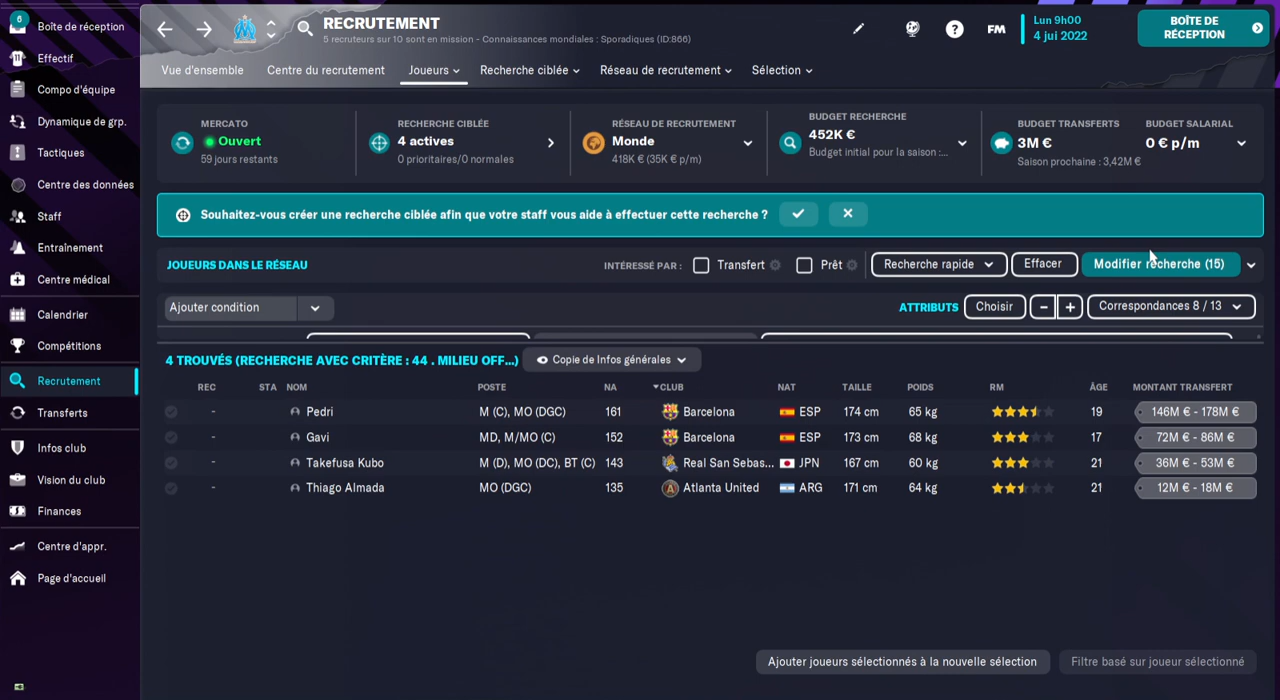 6
Boîte de réception
Effectif
Compo d'équipe
Dynamique de grp.
Tactiques
Centre des données
Staff
Entraînement
Centre médical
Calendrier
Compétitions
Recrutement
Transferts
Infos club
Vision du club
Finances
Centre d'appr.
Page d'accueil
RECRUTEMENT
5 recruteurs sur 10 sont en mission - Connaissances mondiales : Sporadiques (ID:866)
? FM
Lun 9h00
4 jui 2022
BOÎTE DE
RÉCEPTION
Vue d'ensemble Centre du recrutement Joueurs Recherche ciblée Réseau de recrutement Sélection
MERCATO
Ouvert
59 jours restants
RECHERCHE CIBLÉE
4 actives
0 prioritaires/0 normales
RÉSEAU DE RECRUTEMENT
Monde
418K € (35K € p/m)
BUDGET RECHERCHE
452K €
Budget initial pour la saison :...
BUDGET TRANSFERTS BUDGET SALARIAL
3M € 0 € p/m
Saison prochaine : 3,42M €
Souhaitez-vous créer une recherche ciblée afin que votre staff vous aide à effectuer cette recherche ?
JOUEURS DANS LE RÉSEAU INTÉRESSÉ PAR : Transfert Prêt Recherche rapide Effacer Modifier recherche (15)
Ajouter condition ATTRIBUTS Choisir - + Correspondances 8 / 13
4 TROUVÉS (RECHERCHE AVEC CRITÈRE : 44 . MILIEU OFF...) Copie de Infos générales
REC STA NOM POSTE NA CLUB NAT TAILLE POIDS RM ÂGE MONTANT TRANSFERT
- Pedri M (C), MO (DGC) 161 Barcelona ESP 174 cm 65 kg 19 146M € - 178M €
- Gavi MD, M/MO (C) 152 Barcelona ESP 173 cm 68 kg 17 72M € - 86M €
- Takefusa Kubo M (D), MO (DC), BT (C) 143 Real San Sebas... JPN 167 cm 60 kg 21 36M € - 53M €
- Thiago Almada MO (DGC) 135 Atlanta United ARG 171 cm 64 kg 21 12M € - 18M €
Ajouter joueurs sélectionnés à la nouvelle sélection Filtre basé sur joueur sélectionné